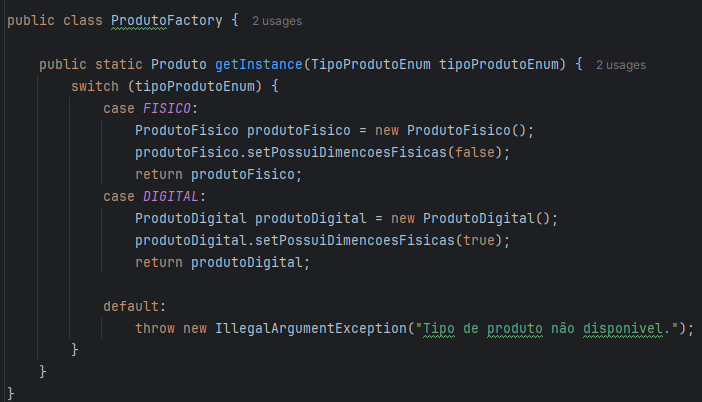 public class ProdutoFactory { 2 usages
public static Produto getInstance(TipoProdutoEnum tipoProdutoEnum) { 2 usages
switch (tipoProdutoEnum) {
case FISICO:
ProdutoFisico produtoFisico = new ProdutoFisico();
produtoFisico.setPossuiDimencoesFisicas(false);
return produtoFisico;
case DIGITAL:
ProdutoDigital produtoDigital = new ProdutoDigital();
produtoDigital.setPossuiDimencoesFisicas(true);
return produtoDigital;
default:
throw new IllegalArgumentException("Tipo de produto não disponivel.");
}
}
}